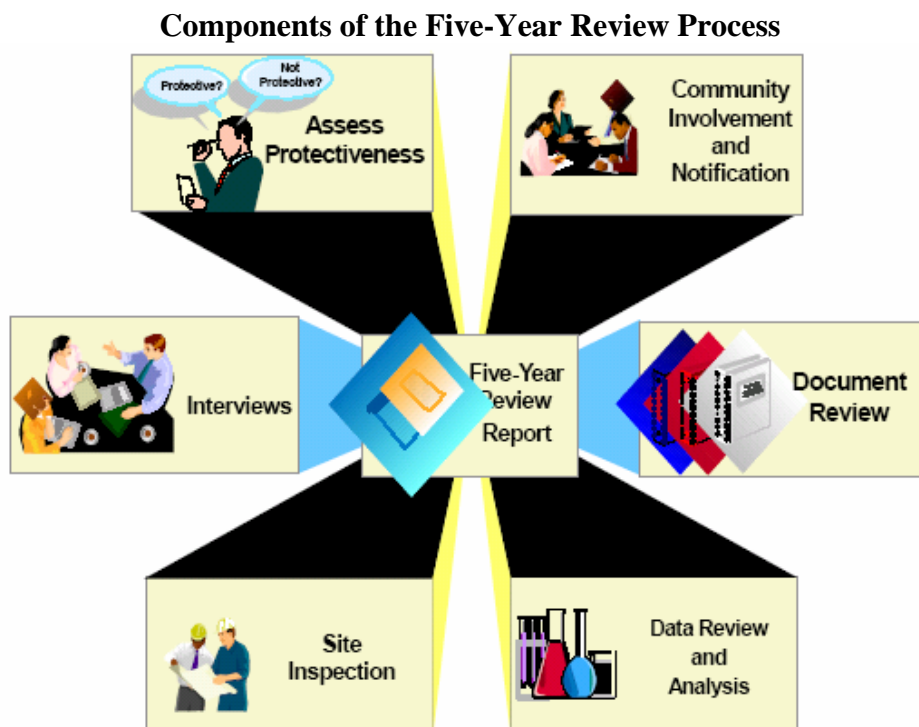 Components of the Five-Year Review Process
Protective?
Not
Protective?
Assess
Protectiveness
Community
Involvement
and
Notification
Interviews
Five-Year
Review
Report
Document
Review
Site
Inspection
Data Review
and
Analysis